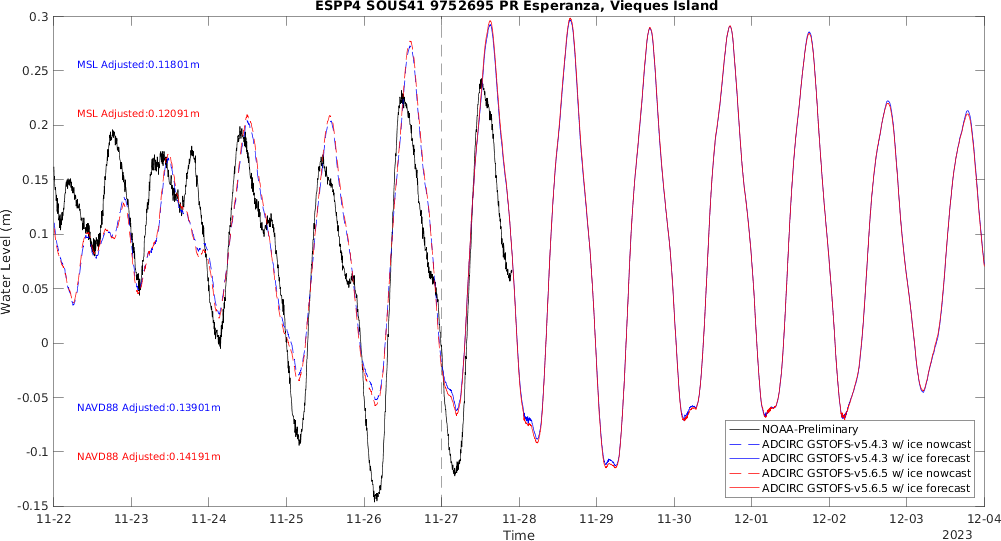 ESPP4 SOUS41 9752695 PR Esperanza, Vieques Island
0.3
0.25
0.2
0.15
0.1
0.05
0
-0.05
-0.1
-0.15
Water Level (m)
MSL Adjusted:0.11801m
MSL Adjusted:0.12091m
NAVD88 Adjusted:0.13901m
NAVD88 Adjusted:0.14191m
NOAA-Preliminary
ADCIRC GSTOFS-v5.4.3 w/ ice nowcast
ADCIRC GSTOFS-v5.4.3 w/ ice forecast
ADCIRC GSTOFS-v5.6.5 w/ ice nowcast
ADCIRC GSTOFS-v5.6.5 w/ ice forecast
11-22 11-23 11-24 11-25 11-26 11-27 11-28 11-29 11-30 12-01 12-02 12-03 12-04
Time
2023